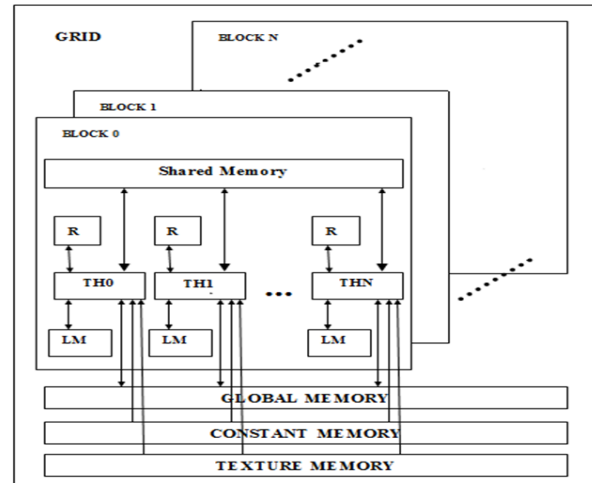 GRID
BLOCK N
BLOCK 1
BLOCK 0
Shared Memory
R R R
TH0 TH1 ... THN
LM LM LM
GLOBAL MEMORY
CONSTANT MEMORY
TEXTURE MEMORY